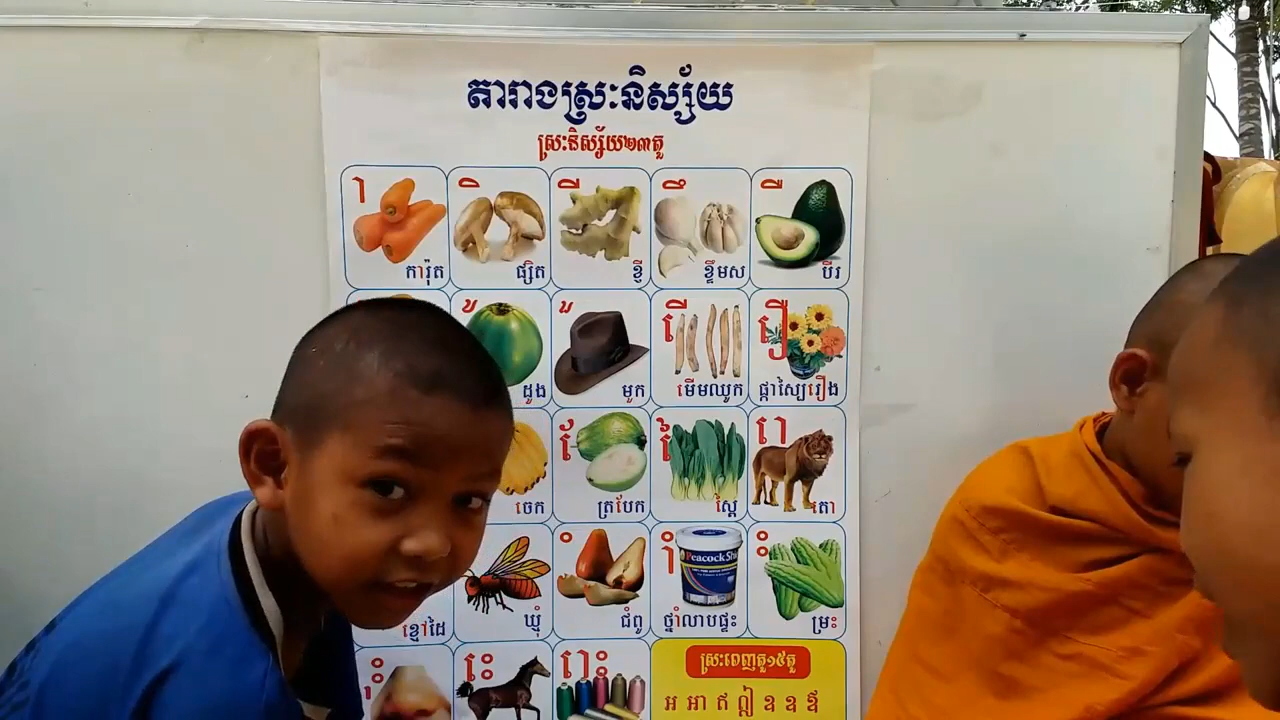 តារាងស្រៈនិស្ស័យ
ស្រៈនិស្ស័យ២៣តួ
ា ិ ី ឹ ឺ
ការ៉ុត ផ្សិត ខ្ញី ខ្ទឹមស បឺរ
ូ ួ ើ ឿ
ដូង មួក មើមឈូក ផ្កាស្បៃរឿង
ែ ៃ ោ
ចេក ត្របែក ស្ពៃ តោ
ំ ាំ ះ
Peacock
ខ្មៅដៃ ឃ្មុំ ជំពូ ថ្នាំលាបផ្ទះ ម្រះ
ុះ េះ ោះ
ស្រៈពេញតួ១៥តួ
អ អា ឥ ឦ ឧ ឧ ឪ